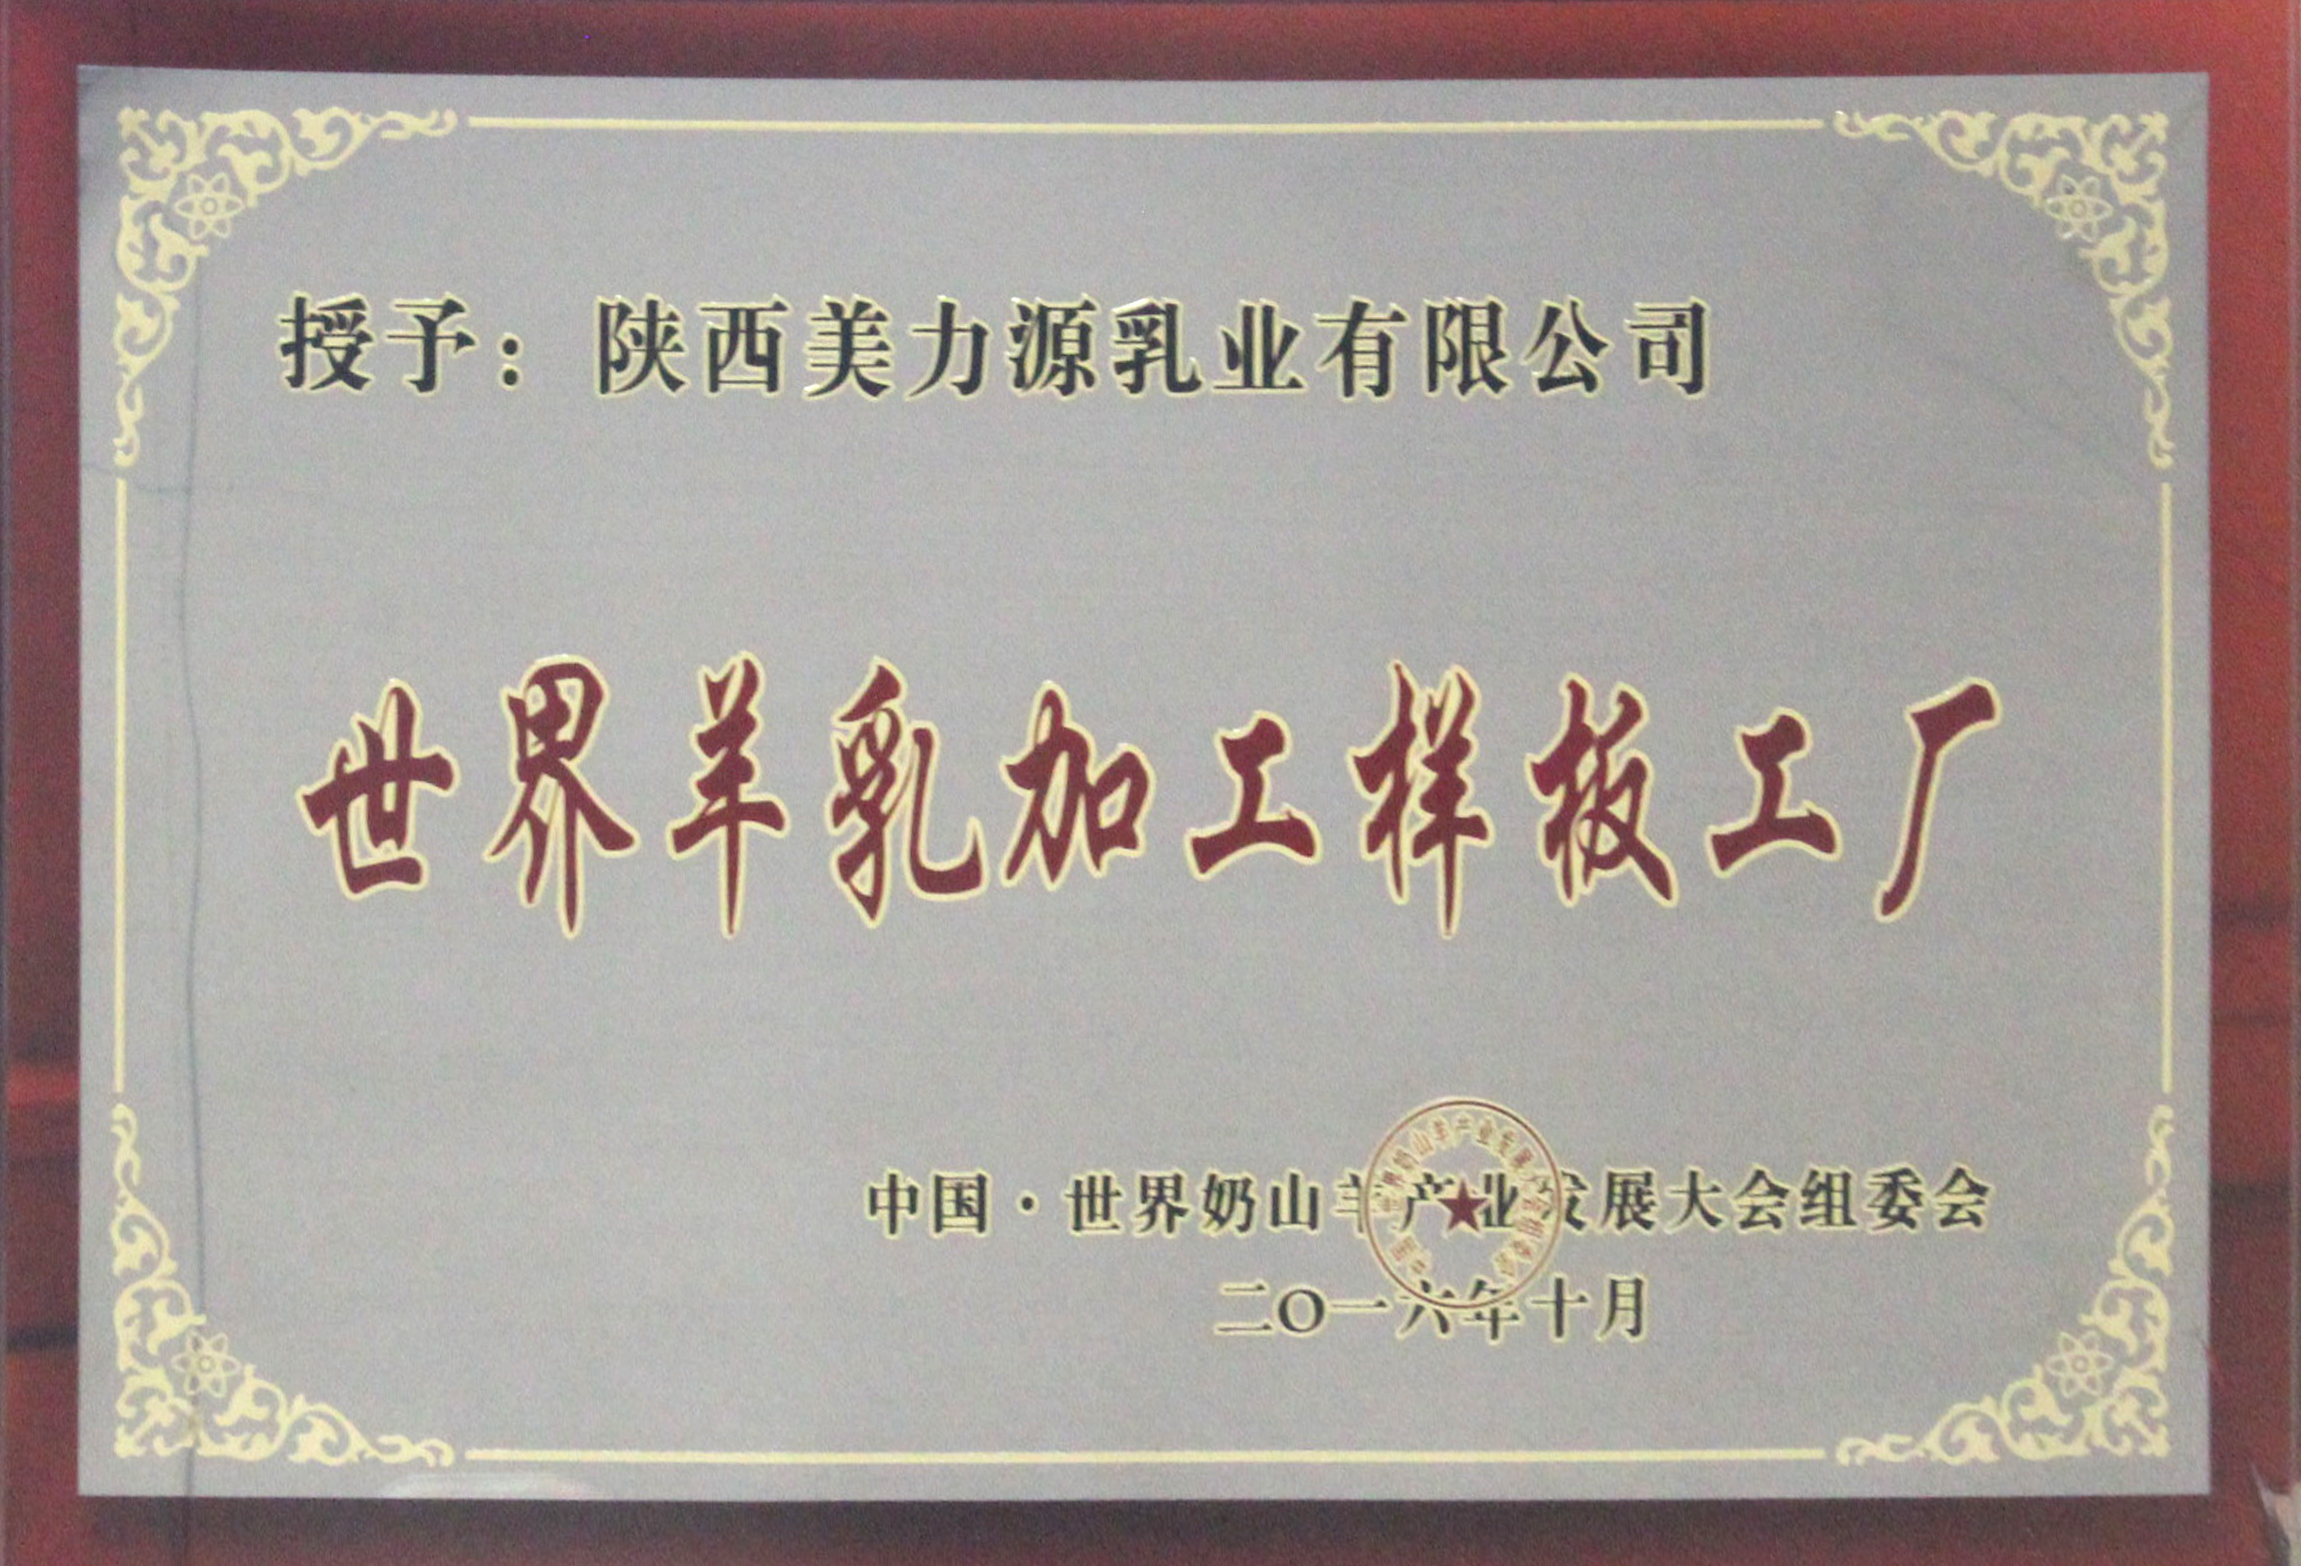 授予：陕西美力源乳业有限公司
世界羊乳加工样板工厂
中国·世界奶山羊产业发展大会组委会
二〇一六年十月